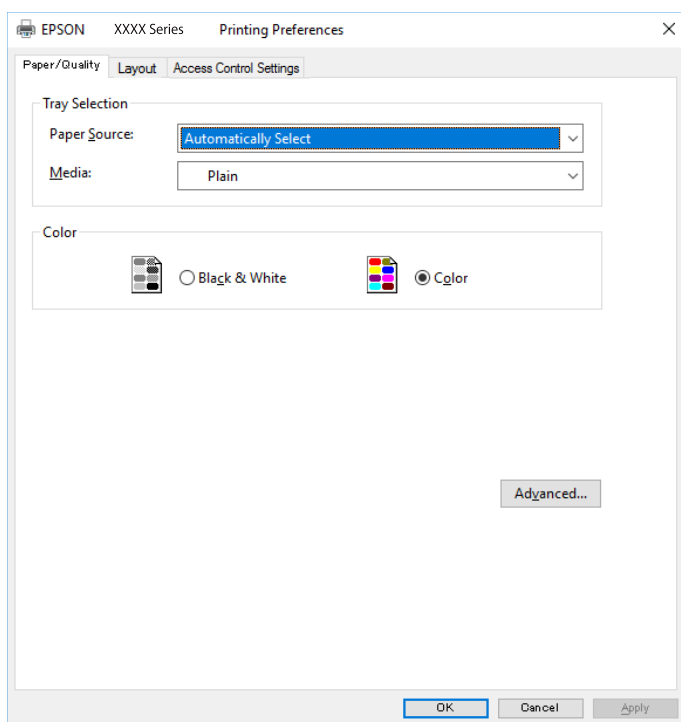 EPSON XXXX Series Printing Preferences
Paper/Quality Layout Access Control Settings
Tray Selection
Paper Source: Automatically Select
Media: Plain
Color
Black & White Color
Advanced...
OK Cancel Apply